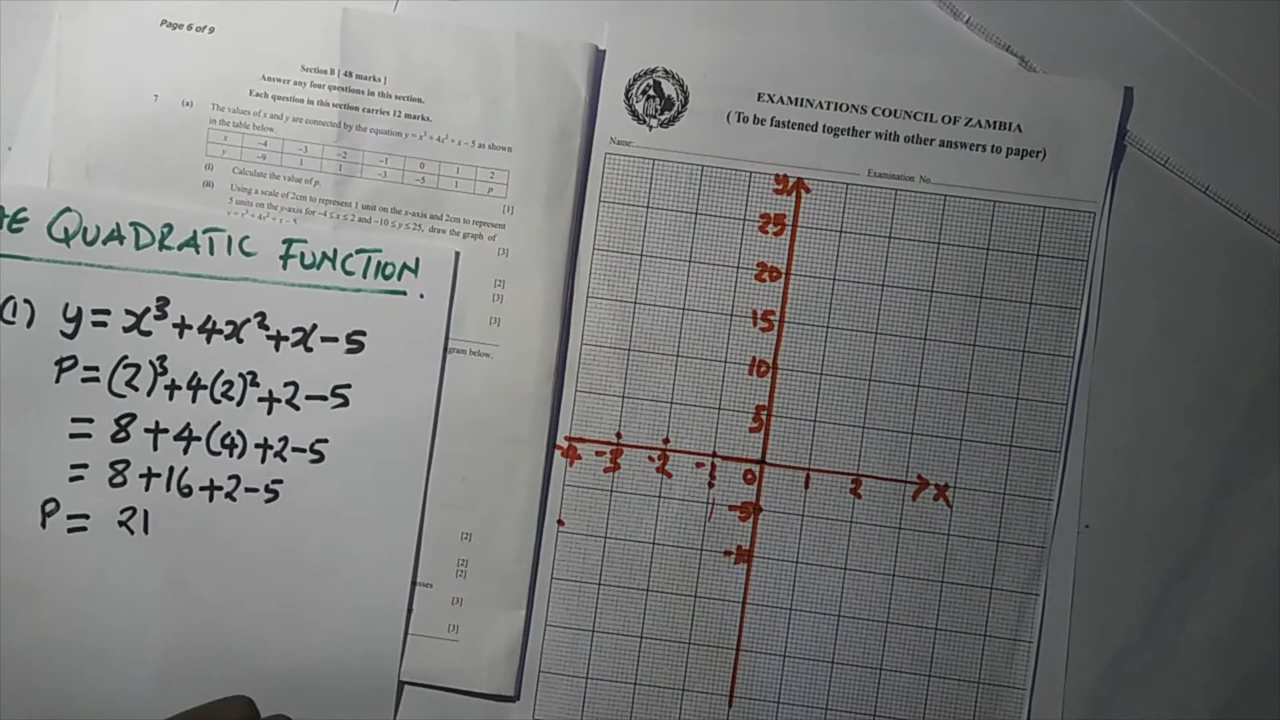 Page 6 of 9
Section B [ 48 marks ]
Answer any four questions in this section.
Each question in this section carries 12 marks.
7 (a) The values of x and y are connected by the equation y = x³ + 4x² + x − 5 as shown
in the table below.
x −4 −3 −2 −1 0 1 2
y −9 1 1 −3 −5 1 p
(i) Calculate the value of p. [1]
(ii) Using a scale of 2cm to represent 1 unit on the x-axis and 2cm to represent
5 units on the y-axis for −4 ≤ x ≤ 2 and −10 ≤ y ≤ 25, draw the graph of
y = x³ + 4x² + x − 5 [3]
[2]
[3]
[3]
gram below,
[2]
[2]
[2]
[3]
[3]
QUADRATIC FUNCTION.
(1) y = x³ + 4x² + x − 5
P = (2)³ + 4(2)² + 2 − 5
= 8 + 4(4) + 2 − 5
= 8 + 16 + 2 − 5
P = 21
EXAMINATIONS COUNCIL OF ZAMBIA
( To be fastened together with other answers to paper)
Name: Examination No.
y
25
20
15
10
5
-4 -3 -2 -1 0 1 2 x
-5